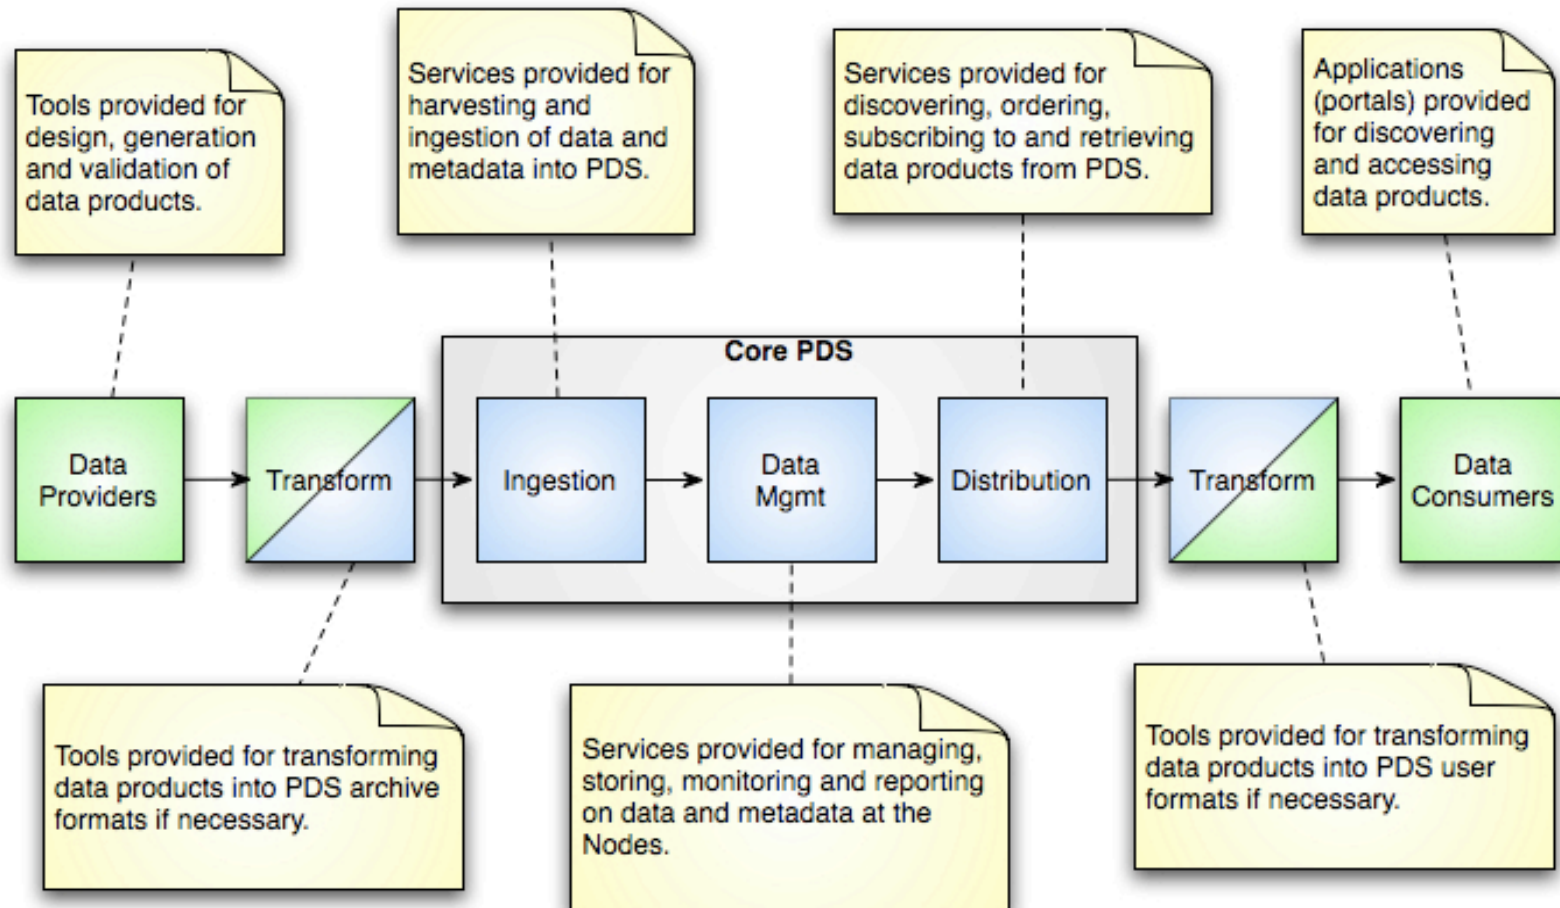 Tools provided for
design, generation
and validation of
data products.
Services provided for
harvesting and
ingestion of data and
metadata into PDS.
Services provided for
discovering, ordering,
subscribing to and retrieving
data products from PDS.
Applications
(portals) provided
for discovering
and accessing
data products.
Core PDS
Data
Providers
Transform
Ingestion
Data
Mgmt
Distribution
Transform
Data
Consumers
Tools provided for transforming
data products into PDS archive
formats if necessary.
Services provided for managing,
storing, monitoring and reporting
on data and metadata at the
Nodes.
Tools provided for transforming
data products into PDS user
formats if necessary.